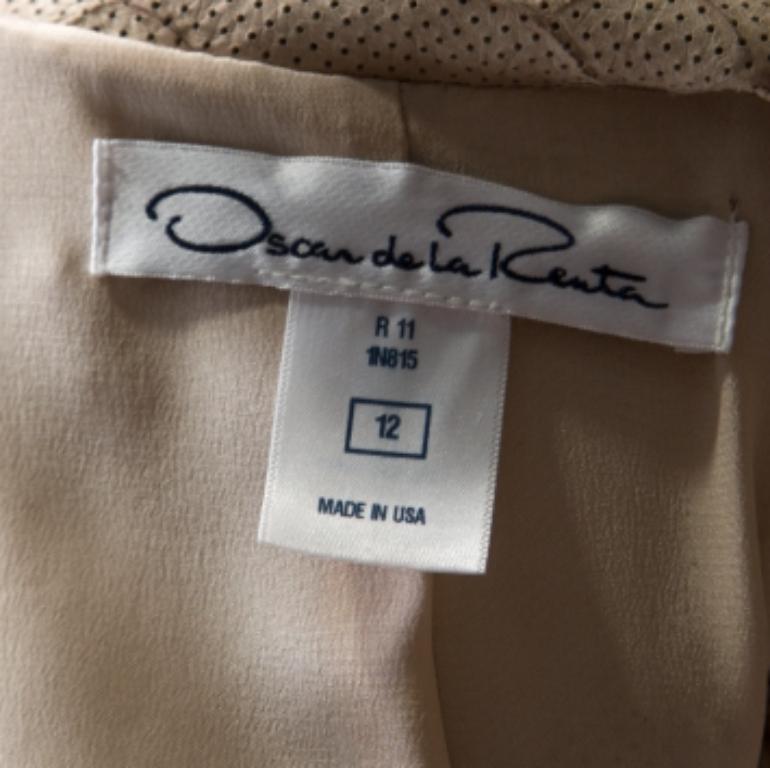 Oscar de la Renta
R 11
1N815
12
MADE IN USA